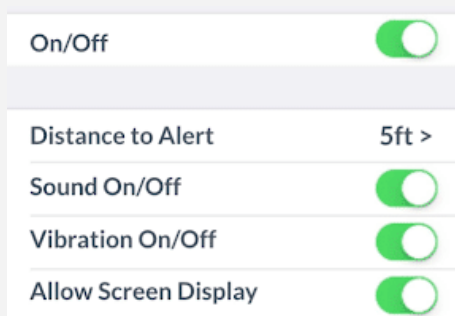 On/Off
Distance to Alert 5ft >
Sound On/Off
Vibration On/Off
Allow Screen Display